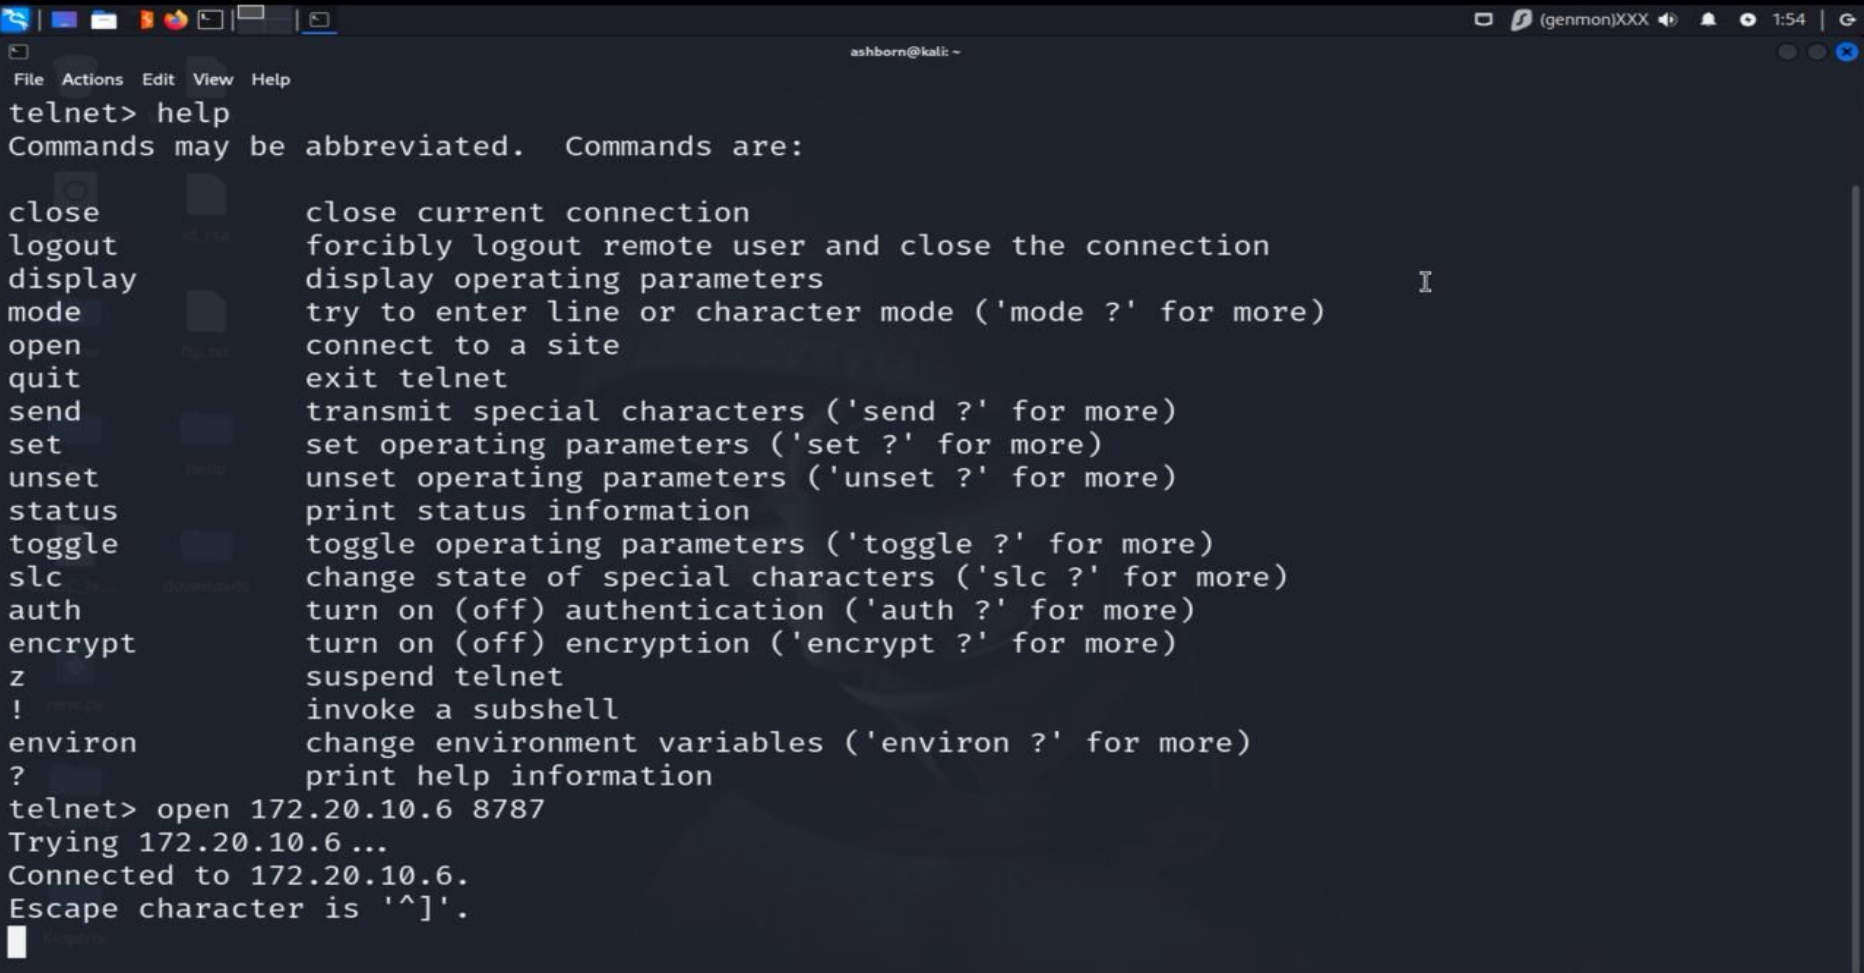 (genmon)XXX 1:54
ashborn@kali: ~
File Actions Edit View Help
telnet> help
Commands may be abbreviated.  Commands are:
close           close current connection
logout          forcibly logout remote user and close the connection
display         display operating parameters
mode            try to enter line or character mode ('mode ?' for more)
open            connect to a site
quit            exit telnet
send            transmit special characters ('send ?' for more)
set             set operating parameters ('set ?' for more)
unset           unset operating parameters ('unset ?' for more)
status          print status information
toggle          toggle operating parameters ('toggle ?' for more)
slc             change state of special characters ('slc ?' for more)
auth            turn on (off) authentication ('auth ?' for more)
encrypt         turn on (off) encryption ('encrypt ?' for more)
z               suspend telnet
!               invoke a subshell
environ         change environment variables ('environ ?' for more)
?               print help information
telnet> open 172.20.10.6 8787
Trying 172.20.10.6...
Connected to 172.20.10.6.
Escape character is '^]'.